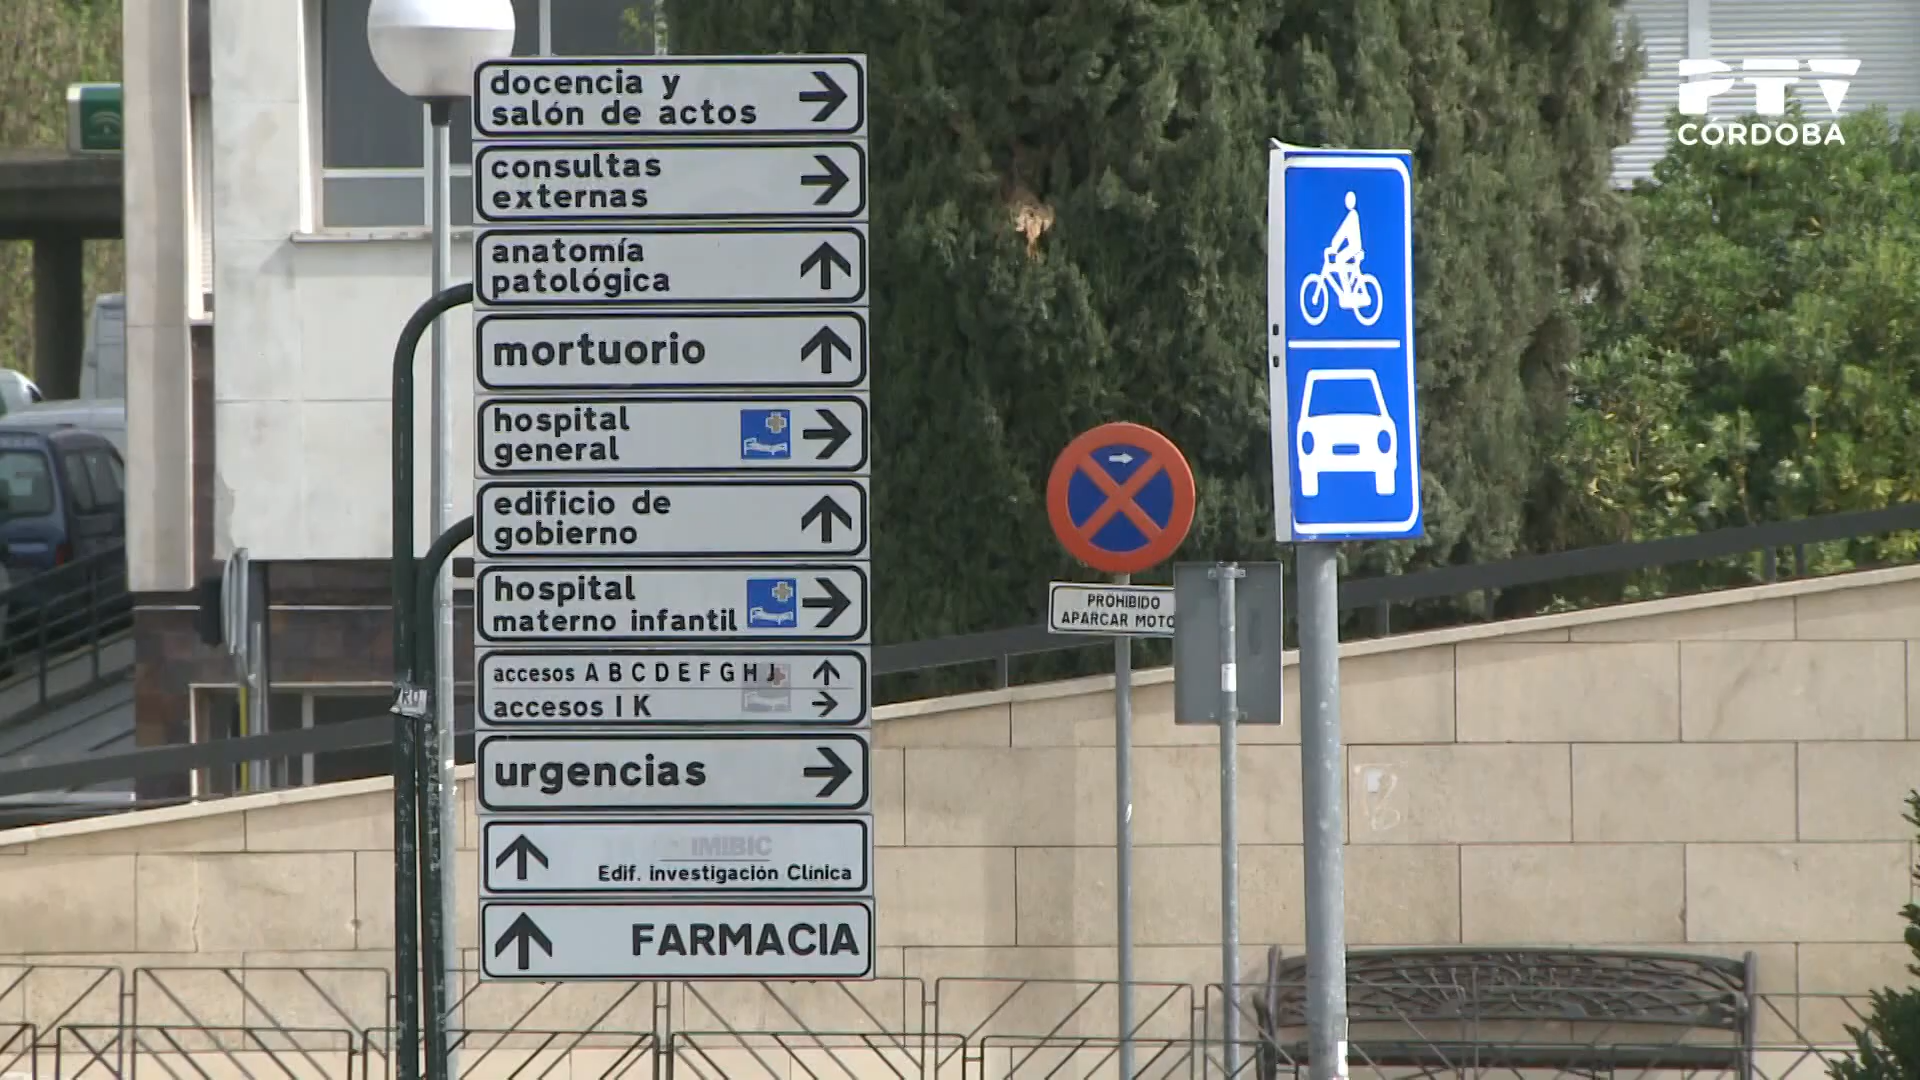 PTV
CÓRDOBA
docencia y
salón de actos
consultas
externas
anatomía
patológica
mortuorio
hospital
general
edificio de
gobierno
hospital
materno infantil
accesos A B C D E F G H J
accesos I K
urgencias
IMIBIC
Edif. investigación Clínica
FARMACIA
PROHIBIDO
APARCAR MOTO